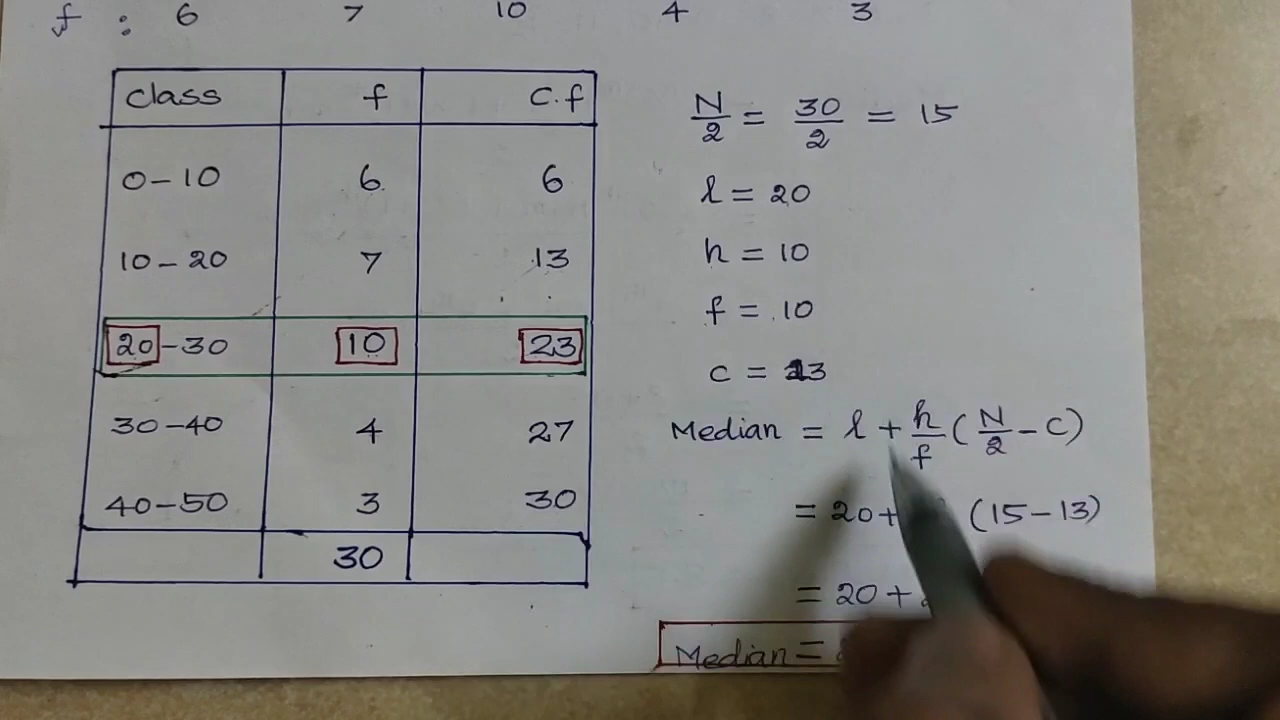 f : 6 7 10 4 3
class f C.f
0-10 6 6
10-20 7 13
20-30 10 23
30-40 4 27
40-50 3 30
30
N/2 = 30/2 = 15
l = 20
h = 10
f = 10
c = 13
Median = l + h/f (N/2 - C)
= 20+ (15-13)
= 20+
Median =